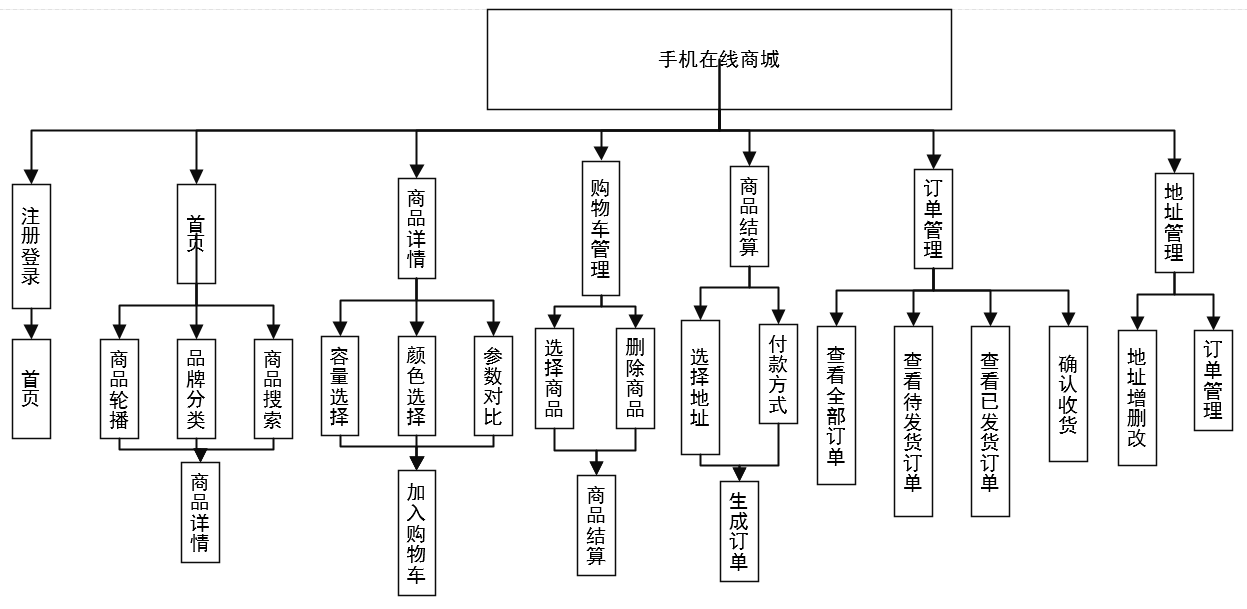 手机在线商城
注册登录
首页
商品详情
购物车管理
商品结算
订单管理
地址管理
首页
商品轮播
品牌分类
商品搜索
容量选择
颜色选择
参数对比
选择商品
删除商品
选择地址
付款方式
查看全部订单
查看待发货订单
查看已发货订单
确认收货
地址增删改
订单管理
商品详情
加入购物车
商品结算
生成订单